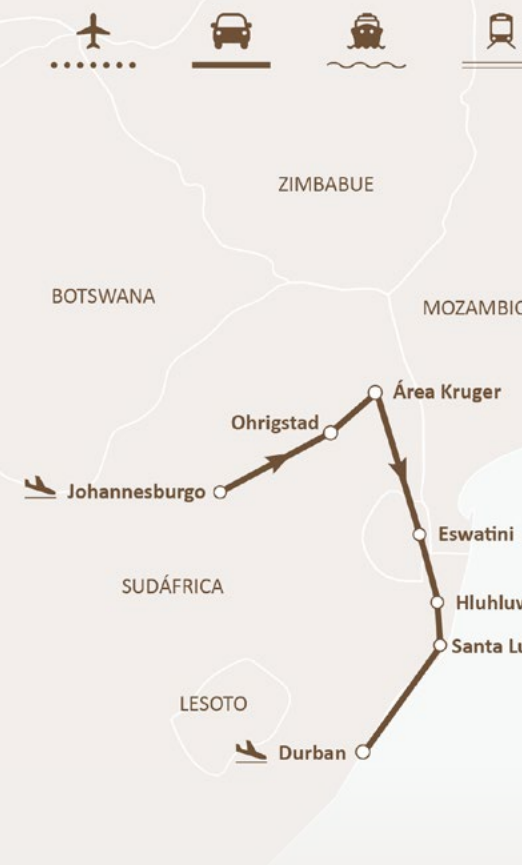 ZIMBABUE
BOTSWANA
MOZAMBIC
Área Kruger
Ohrigstad
Johannesburgo
Eswatini
SUDÁFRICA
Hluhluw
Santa Lu
LESOTO
Durban